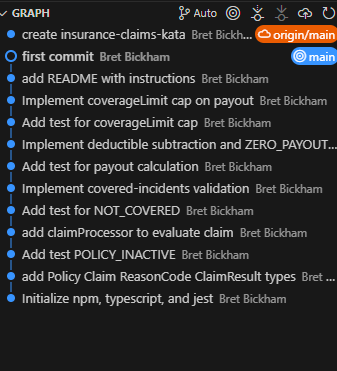 GRAPH Auto
create insurance-claims-kata Bret Bickh... origin/main
first commit Bret Bickham main
add README with instructions Bret Bickham
Implement coverageLimit cap on payout Bret Bickham
Add test for coverageLimit cap Bret Bickham
Implement deductible subtraction and ZERO_PAYOUT...
Add test for payout calculation Bret Bickham
Implement covered-incidents validation Bret Bickham
Add test for NOT_COVERED Bret Bickham
add claimProcessor to evaluate claim Bret Bickham
Add test POLICY_INACTIVE Bret Bickham
add Policy Claim ReasonCode ClaimResult types Bret ...
Initialize npm, typescript, and jest Bret Bickham